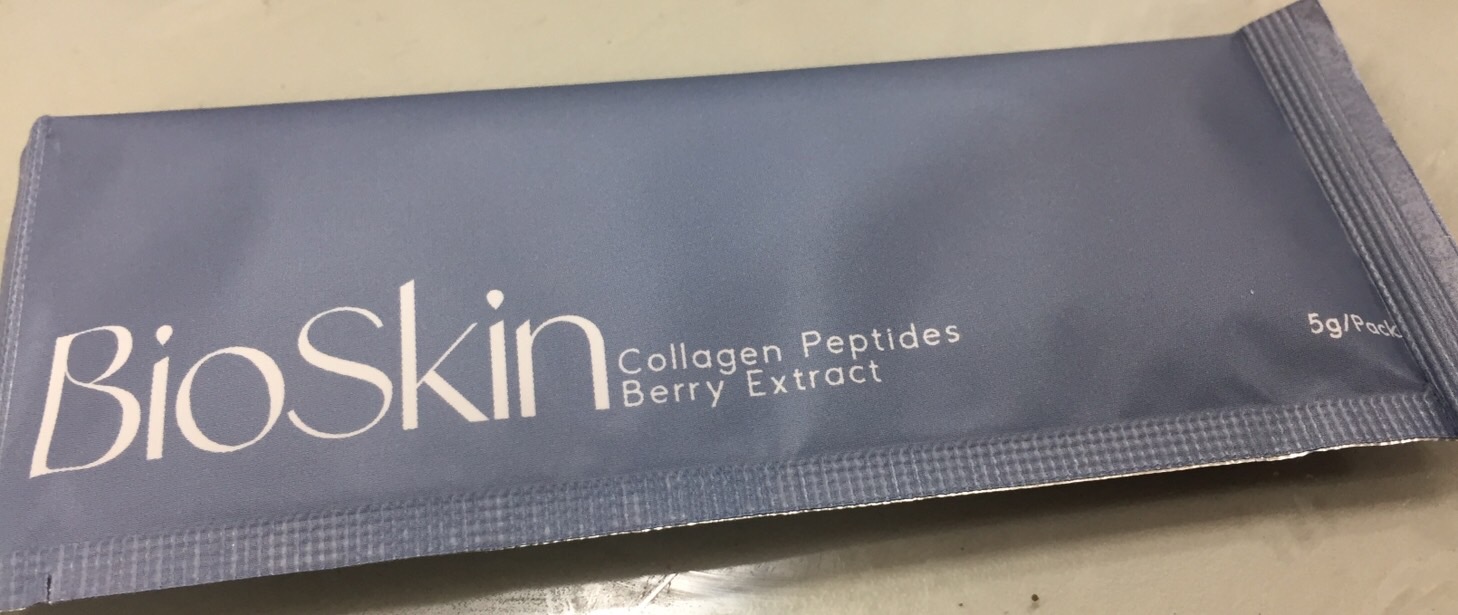 BioSkin
Collagen Peptides
Berry Extract
5g/Pack